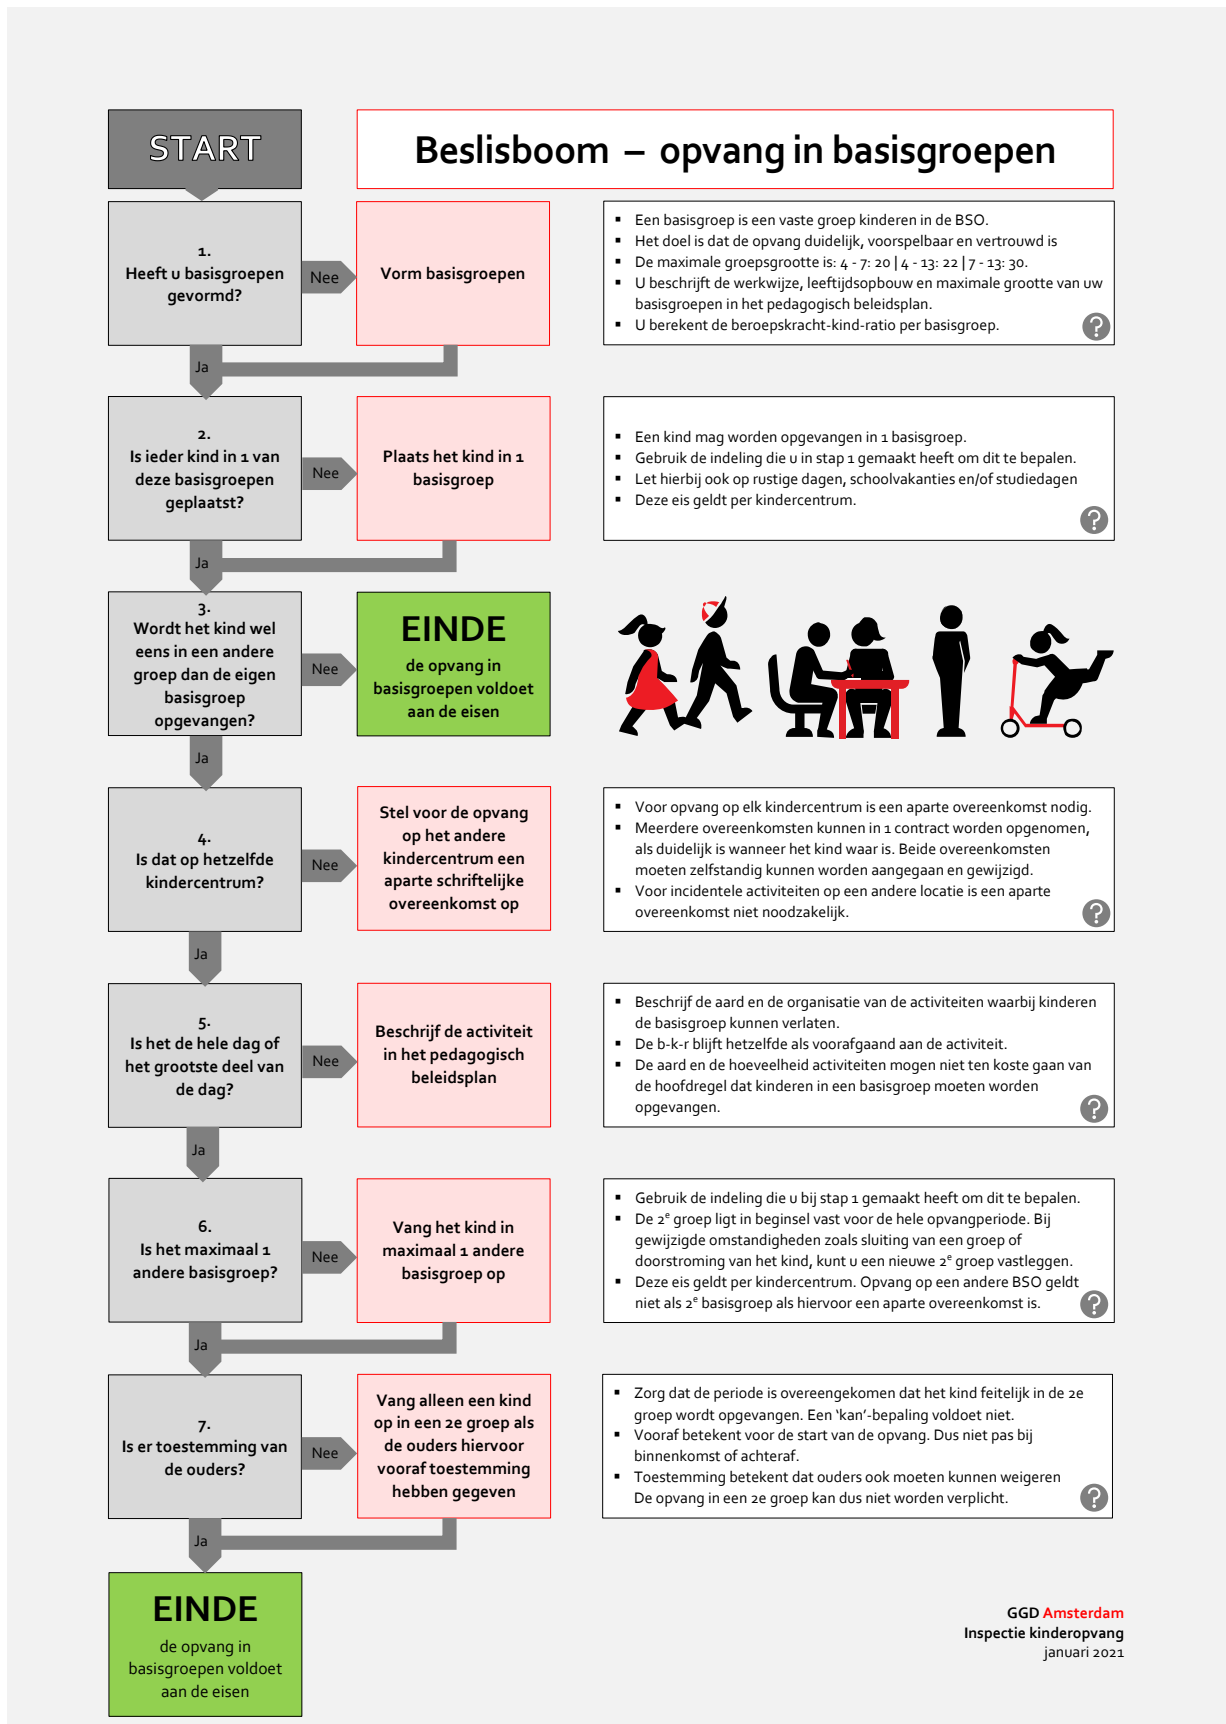 START
Beslisboom – opvang in basisgroepen
1.
Heeft u basisgroepen
gevormd?
Nee
Vorm basisgroepen
▪ Een basisgroep is een vaste groep kinderen in de BSO.
▪ Het doel is dat de opvang duidelijk, voorspelbaar en vertrouwd is
▪ De maximale groepsgrootte is: 4 - 7: 20 | 4 - 13: 22 | 7 - 13: 30.
▪ U beschrijft de werkwijze, leeftijdsopbouw en maximale grootte van uw
basisgroepen in het pedagogisch beleidsplan.
▪ U berekent de beroepskracht-kind-ratio per basisgroep.
?
Ja
2.
Is ieder kind in 1 van
deze basisgroepen
geplaatst?
Nee
Plaats het kind in 1
basisgroep
▪ Een kind mag worden opgevangen in 1 basisgroep.
▪ Gebruik de indeling die u in stap 1 gemaakt heeft om dit te bepalen.
▪ Let hierbij ook op rustige dagen, schoolvakanties en/of studiedagen
▪ Deze eis geldt per kindercentrum.
?
Ja
3.
Wordt het kind wel
eens in een andere
groep dan de eigen
basisgroep
opgevangen?
Nee
EINDE
de opvang in
basisgroepen voldoet
aan de eisen
Ja
4.
Is dat op hetzelfde
kindercentrum?
Nee
Stel voor de opvang
op het andere
kindercentrum een
aparte schriftelijke
overeenkomst op
▪ Voor opvang op elk kindercentrum is een aparte overeenkomst nodig.
▪ Meerdere overeenkomsten kunnen in 1 contract worden opgenomen,
als duidelijk is wanneer het kind waar is. Beide overeenkomsten
moeten zelfstandig kunnen worden aangegaan en gewijzigd.
▪ Voor incidentele activiteiten op een andere locatie is een aparte
overeenkomst niet noodzakelijk.
?
Ja
5.
Is het de hele dag of
het grootste deel van
de dag?
Nee
Beschrijf de activiteit
in het pedagogisch
beleidsplan
▪ Beschrijf de aard en de organisatie van de activiteiten waarbij kinderen
de basisgroep kunnen verlaten.
▪ De b-k-r blijft hetzelfde als voorafgaand aan de activiteit.
▪ De aard en de hoeveelheid activiteiten mogen niet ten koste gaan van
de hoofdregel dat kinderen in een basisgroep moeten worden
opgevangen.
?
Ja
6.
Is het maximaal 1
andere basisgroep?
Nee
Vang het kind in
maximaal 1 andere
basisgroep op
▪ Gebruik de indeling die u bij stap 1 gemaakt heeft om dit te bepalen.
▪ De 2e groep ligt in beginsel vast voor de hele opvangperiode. Bij
gewijzigde omstandigheden zoals sluiting van een groep of
doorstroming van het kind, kunt u een nieuwe 2e groep vastleggen.
▪ Deze eis geldt per kindercentrum. Opvang op een andere BSO geldt
niet als 2e basisgroep als hiervoor een aparte overeenkomst is.
?
Ja
7.
Is er toestemming van
de ouders?
Nee
Vang alleen een kind
op in een 2e groep als
de ouders hiervoor
vooraf toestemming
hebben gegeven
▪ Zorg dat de periode is overeengekomen dat het kind feitelijk in de 2e
groep wordt opgevangen. Een ‘kan’-bepaling voldoet niet.
▪ Vooraf betekent voor de start van de opvang. Dus niet pas bij
binnenkomst of achteraf.
▪ Toestemming betekent dat ouders ook moeten kunnen weigeren
De opvang in een 2e groep kan dus niet worden verplicht.
?
Ja
EINDE
de opvang in
basisgroepen voldoet
aan de eisen
GGD Amsterdam
Inspectie kinderopvang
januari 2021